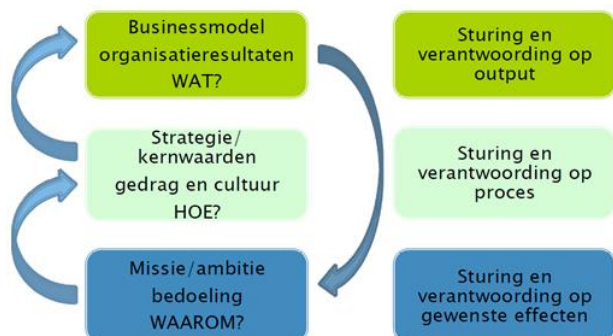 Businessmodel
organisatieresultaten
WAT?
Sturing en
verantwoording op
output
Strategie/
kernwaarden
gedrag en cultuur
HOE?
Sturing en
verantwoording op
proces
Missie/ambitie
bedoeling
WAAROM?
Sturing en
verantwoording op
gewenste effecten